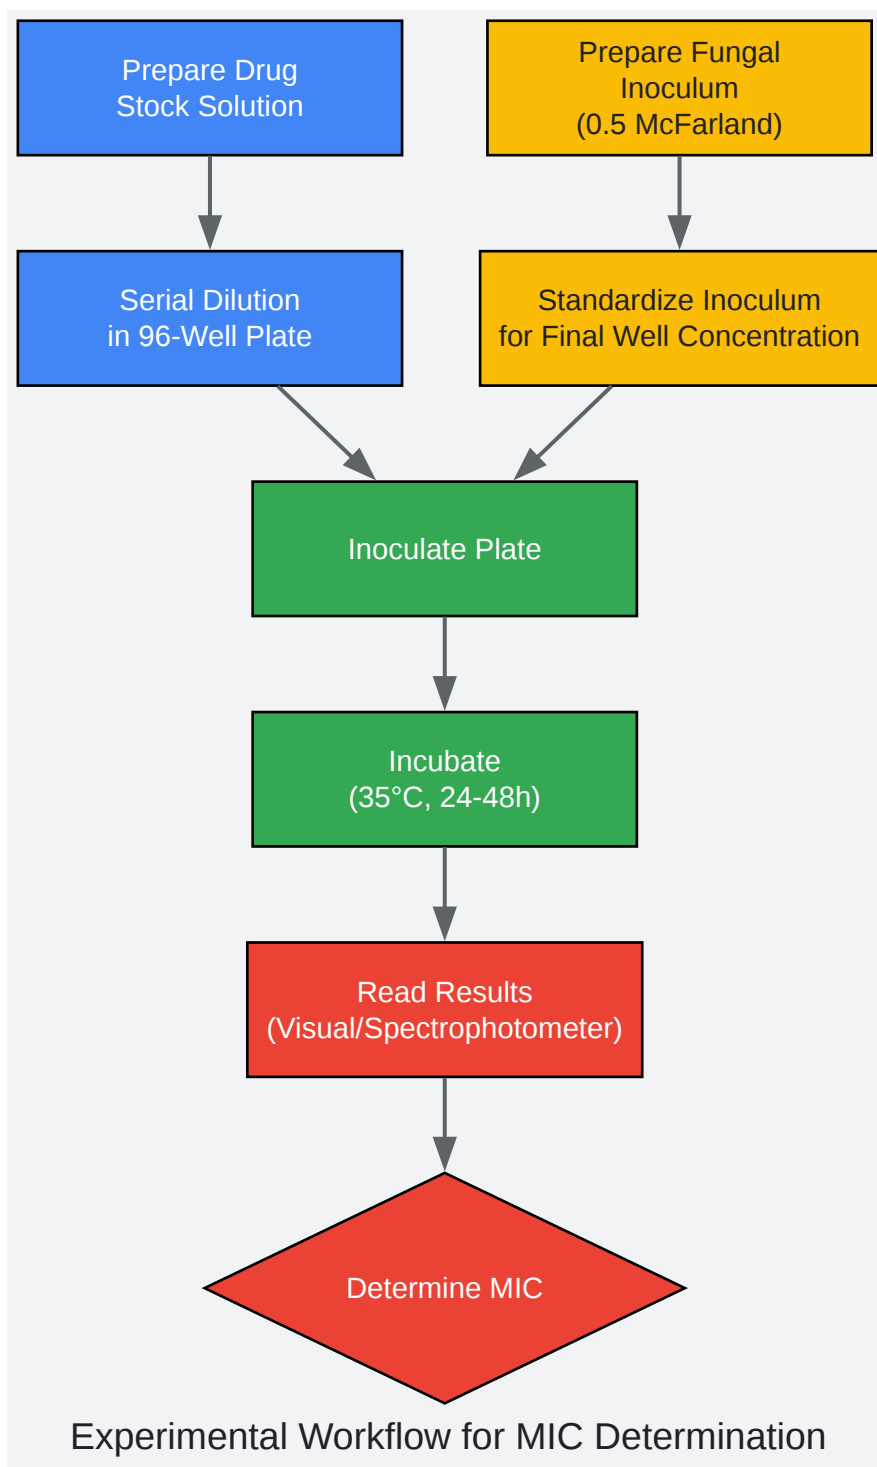 Prepare Drug
Stock Solution
Prepare Fungal
Inoculum
(0.5 McFarland)
Serial Dilution
in 96-Well Plate
Standardize Inoculum
for Final Well Concentration
Inoculate Plate
Incubate
(35°C, 24-48h)
Read Results
(Visual/Spectrophotometer)
Determine MIC
Experimental Workflow for MIC Determination